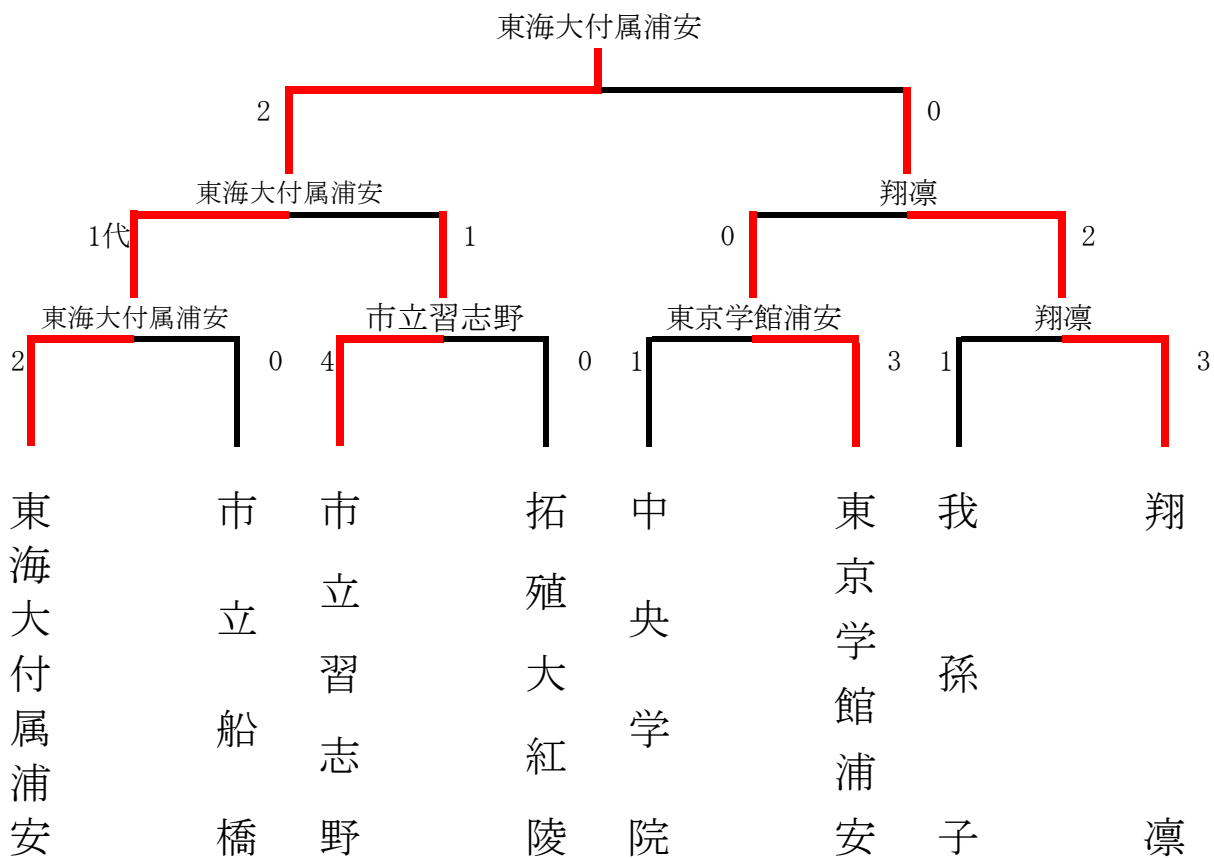 東海大付属浦安
2 0
東海大付属浦安 翔凛
1代 1 0 2
東海大付属浦安 市立習志野 東京学館浦安 翔凛
2 0 4 0 1 3 1 3
東海大付属浦安
市立船橋
市立習志野
拓殖大紅陵
中央学院
東京学館浦安
我孫子
翔凛